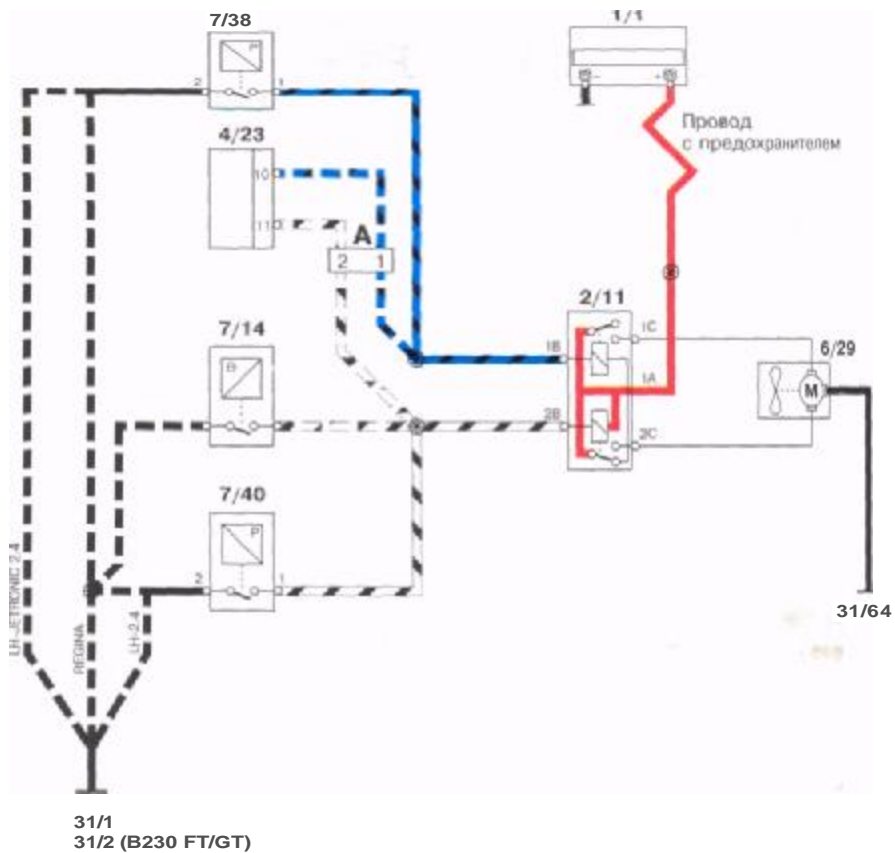 7/38
1/1
P
2
1
-
+
Провод
с предохранителем
4/23
10
11
A
2 1
2/11
1C
7/14
1B
6/29
1A
M
2B
2C
7/40
P
2
1
LH-JETRONIC 2.4
REGINA
LH-2.4
31/64
31/1
31/2 (B230 FT/GT)